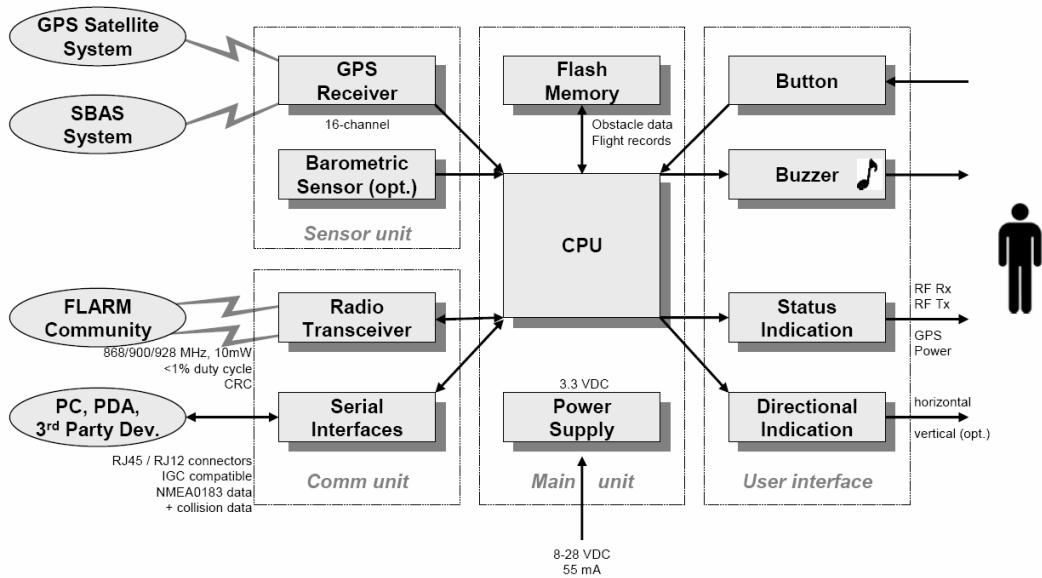 GPS Satellite
System
SBAS
System
GPS
Receiver
16-channel
Barometric
Sensor (opt.)
Sensor unit
FLARM
Community
868/900/928 MHz, 10mW
<1% duty cycle
CRC
Radio
Transceiver
PC, PDA,
3rd Party Dev.
RJ45 / RJ12 connectors
IGC compatible
NMEA0183 data
+ collision data
Serial
Interfaces
Comm unit
Flash
Memory
Obstacle data
Flight records
CPU
3.3 VDC
Power
Supply
Main unit
8-28 VDC
55 mA
Button
Buzzer
Status
Indication
RF Rx
RF Tx
GPS
Power
Directional
Indication
horizontal
vertical (opt.)
User interface